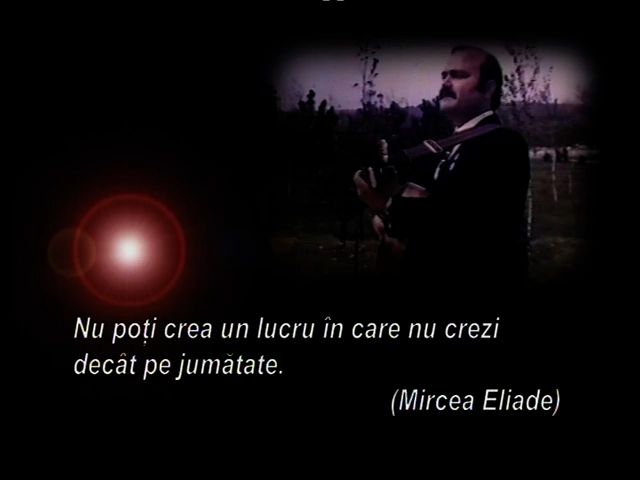 Nu poți crea un lucru în care nu crezi
decât pe jumătate.
(Mircea Eliade)